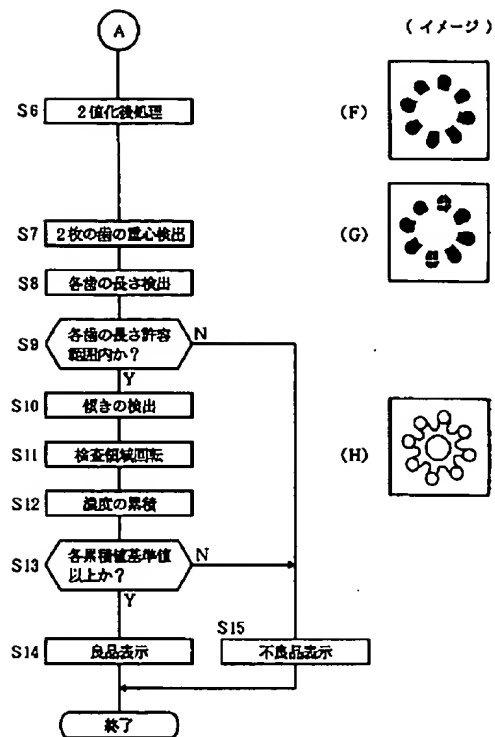 A
(イメージ)
S6 2値化後処理 (F)
S7 2枚の歯の重心検出 (G)
S8 各歯の長さ検出
S9 各歯の長さ許容
範囲内か?
N
Y
S10 傾きの検出
S11 検査領域回転 (H)
S12 濃度の累積
S13 各累積値基準値
以上か?
N
Y
S14 良品表示
S15 不良品表示
終了